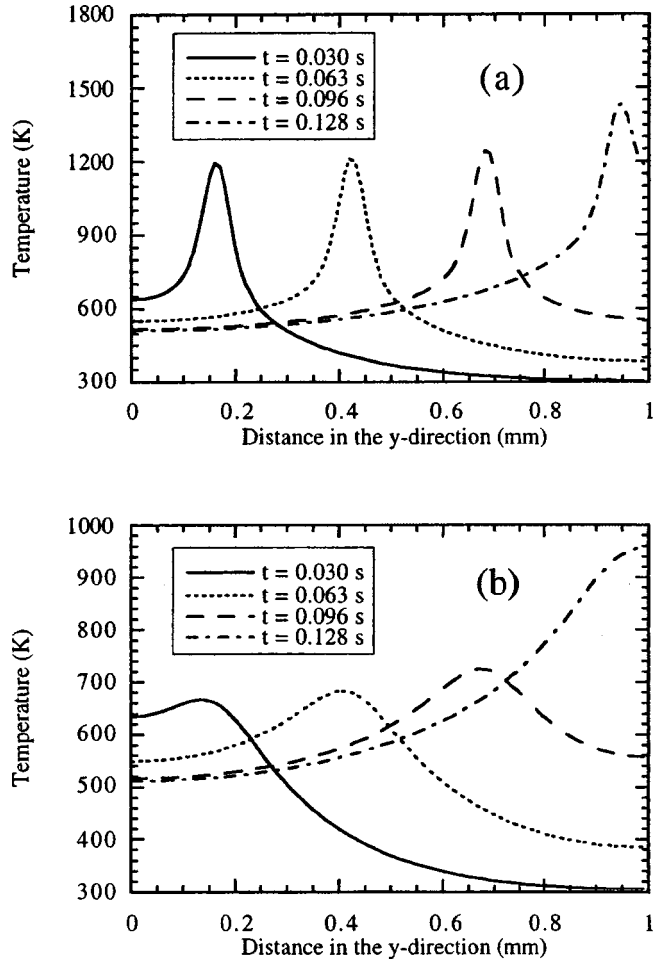 1800
1500
1200
900
600
300
Temperature (K)
t = 0.030 s
t = 0.063 s
t = 0.096 s
t = 0.128 s
(a)
0 0.2 0.4 0.6 0.8 1
Distance in the y-direction (mm)
1000
900
800
700
600
500
400
300
Temperature (K)
t = 0.030 s
t = 0.063 s
t = 0.096 s
t = 0.128 s
(b)
0 0.2 0.4 0.6 0.8 1
Distance in the y-direction (mm)